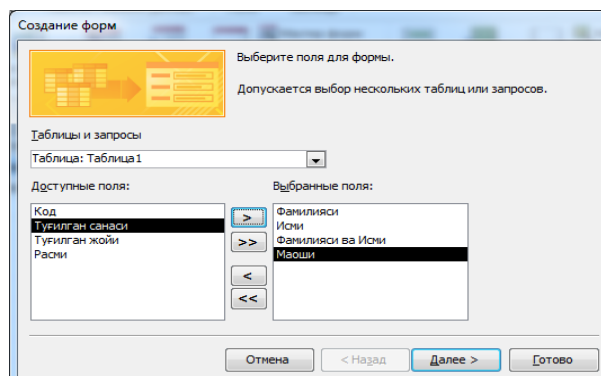 Создание форм
Выберите поля для формы.
Допускается выбор нескольких таблиц или запросов.
Таблицы и запросы
Таблица: Таблица1
Доступные поля:
Выбранные поля:
Код
Туғилган санаси
Туғилган жойи
Расми
>
>>
<
<<
Фамилияси
Исми
Фамилияси ва Исми
Маоши
Отмена
< Назад
Далее >
Готово